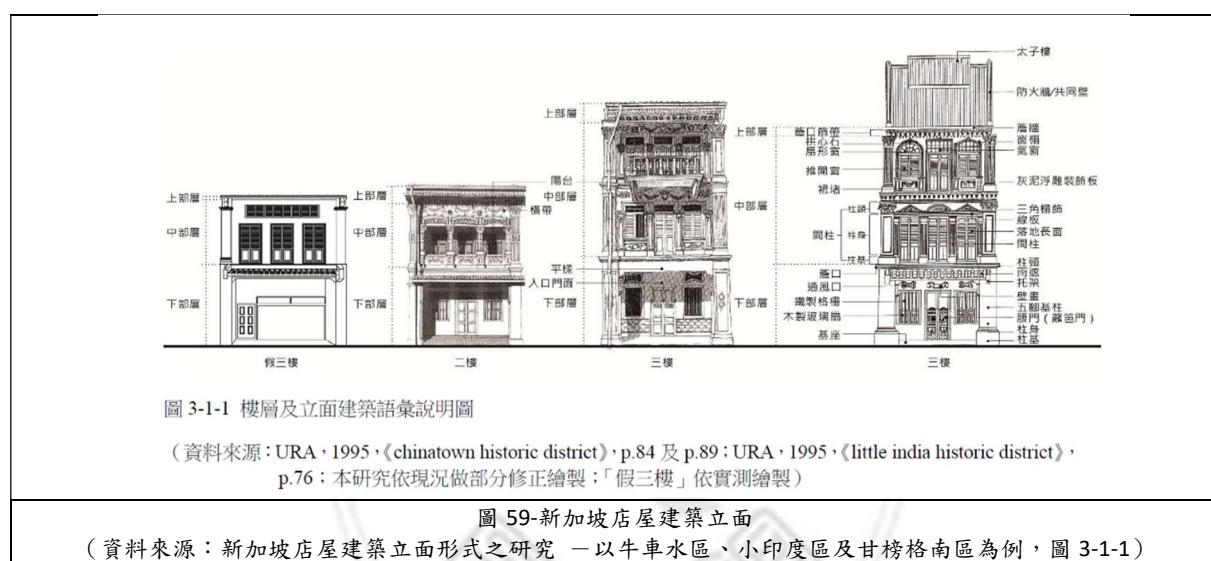 太子樓
防火牆/共同壁
上部層
上部層
簷口飾帶
拱心石
扇形窗
推開窗
裙堵
簷牆
窗楣
氣窗
灰泥浮雕裝飾板
上部層
中部層
下部層
上部層
中部層
下部層
陽台
中部層
橫帶
平樑
入口門面
下部層
中部層
下部層
柱頭
間柱
柱身
柱基
三角楣飾
線板
落地長窗
間柱
簷口
通風口
鐵製格柵
木製玻璃扇
基座
柱頭
雨遮
托架
壁畫
五腳基柱
腰門(籬笆門)
柱身
柱基
假三樓
二樓
三樓
三樓
圖 3-1-1 樓層及立面建築語彙說明圖
(資料來源:URA,1995,《chinatown historic district》,p.84 及 p.89;URA,1995,《little india historic district》,
p.76;本研究依現況做部分修正繪製;「假三樓」依實測繪製)
圖 59-新加坡店屋建築立面
(資料來源:新加坡店屋建築立面形式之研究 —以牛車水區、小印度區及甘榜格南區為例,圖 3-1-1)